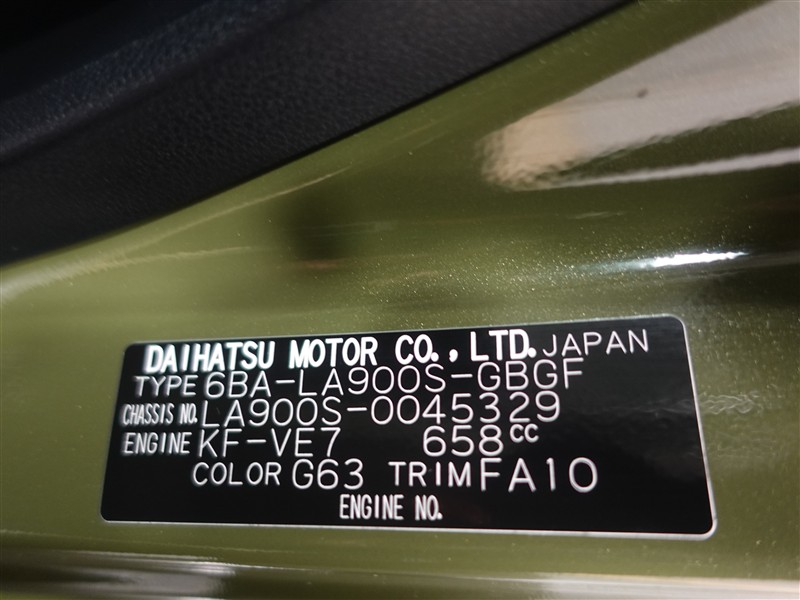 DAIHATSU MOTOR CO., LTD. JAPAN
TYPE 6BA-LA900S-GBGF
CHASSIS NO. LA900S-0045329
ENGINE KF-VE7 658cc
COLOR G63 TRIM FA10
ENGINE NO.